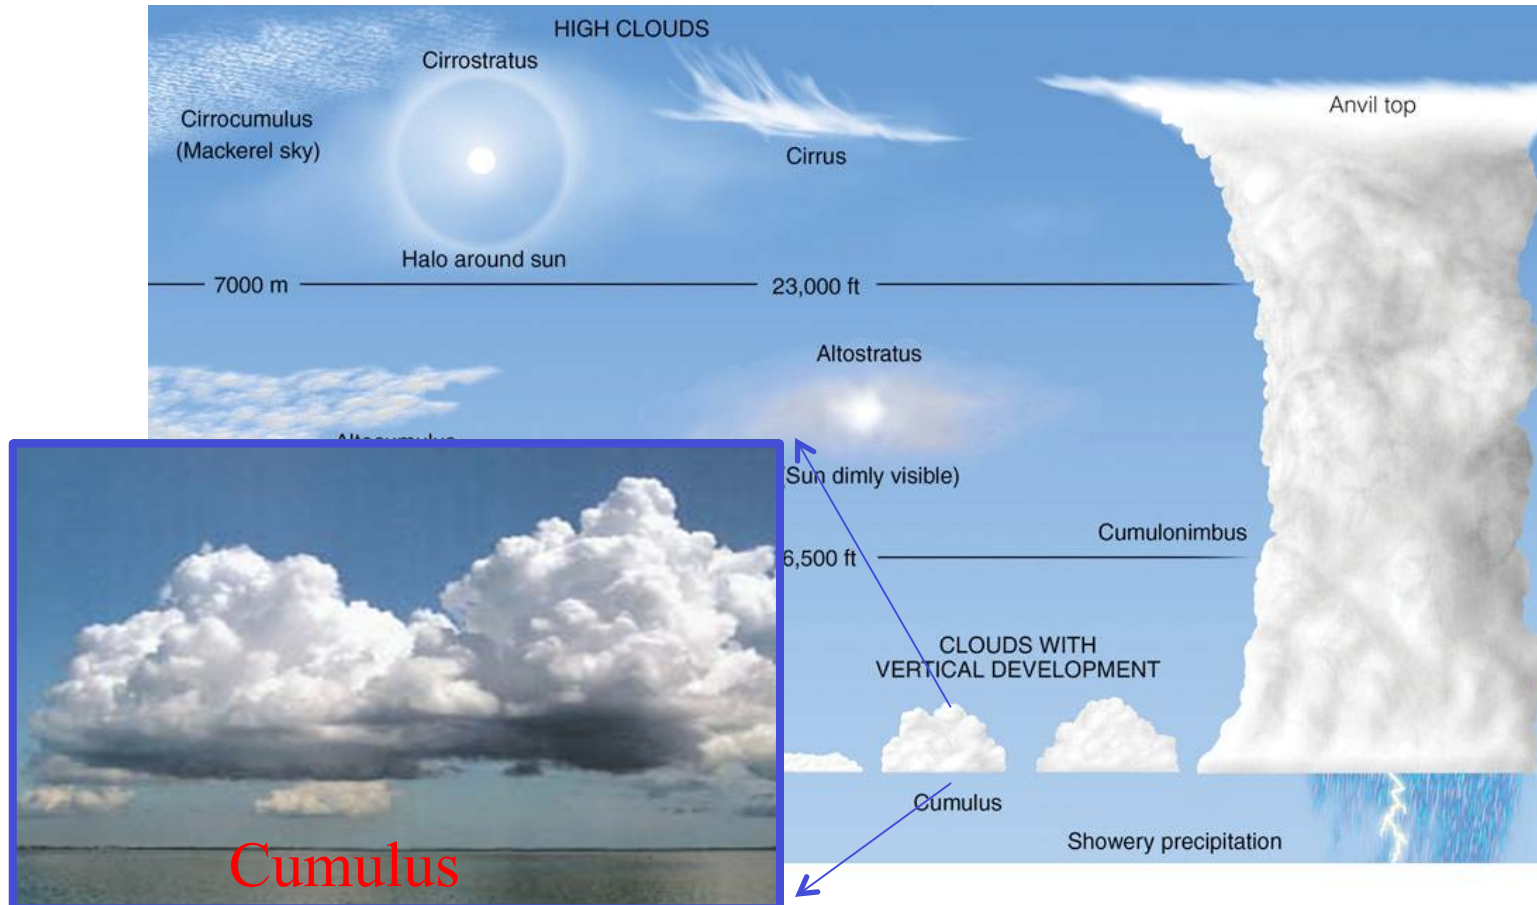 HIGH CLOUDS
Cirrostratus
Anvil top
Cirrocumulus
(Mackerel sky)
Cirrus
Halo around sun
7000 m
23,000 ft
Altostratus
Altocumulus
(Sun dimly visible)
Cumulonimbus
6,500 ft
CLOUDS WITH
VERTICAL DEVELOPMENT
Cumulus
Showery precipitation
Cumulus